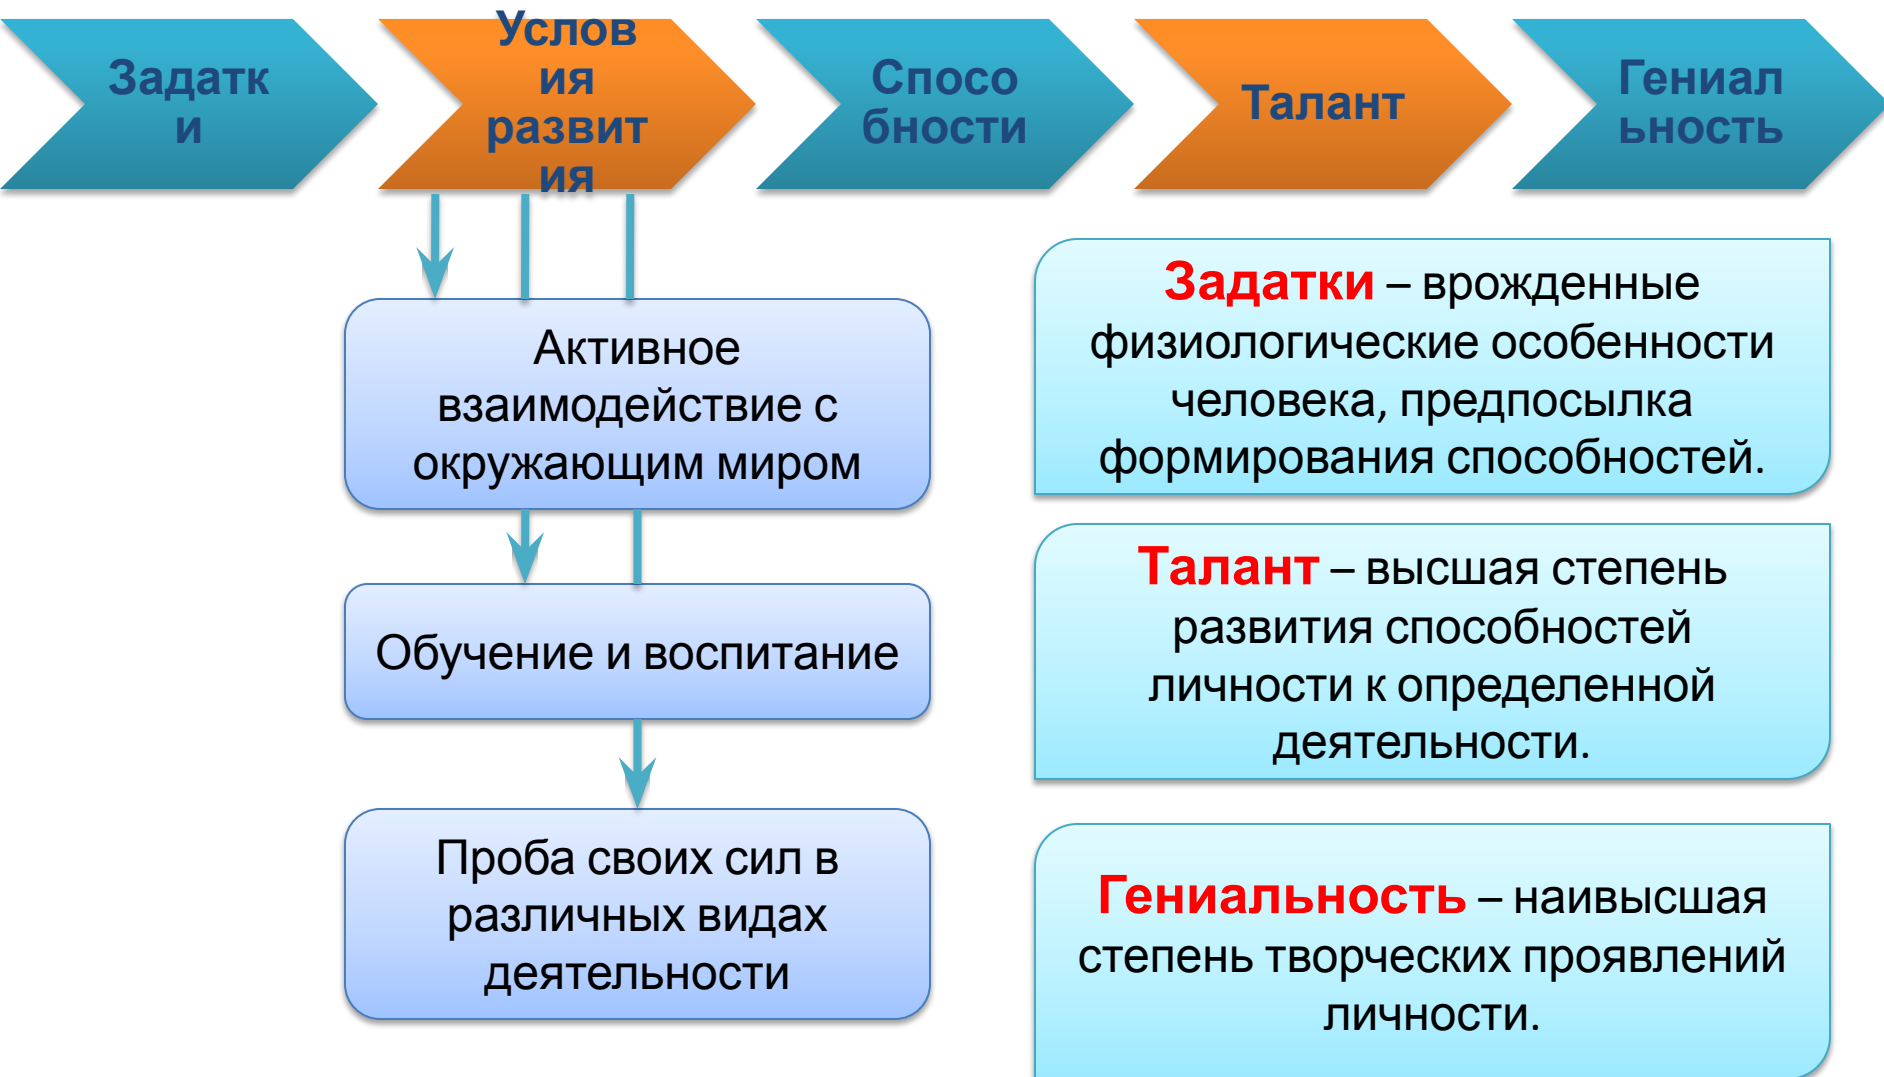 Задатк
и
Услов
ия
развит
ия
Спосо
бности
Талант
Гениал
ьность
Активное
взаимодействие с
окружающим миром
Обучение и воспитание
Проба своих сил в
различных видах
деятельности
Задатки – врожденные
физиологические особенности
человека, предпосылка
формирования способностей.
Талант – высшая степень
развития способностей
личности к определенной
деятельности.
Гениальность – наивысшая
степень творческих проявлений
личности.